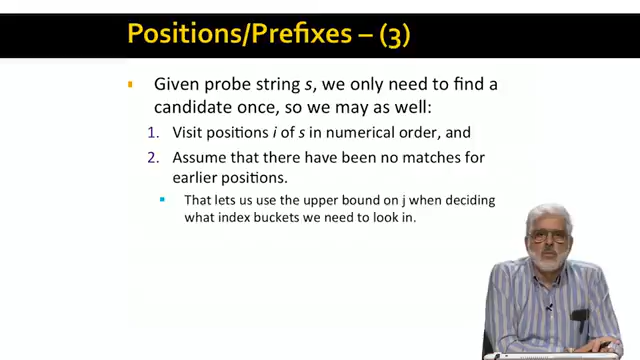 Positions/Prefixes – (3)
Given probe string s, we only need to find a
candidate once, so we may as well:
1. Visit positions i of s in numerical order, and
2. Assume that there have been no matches for
earlier positions.
That lets us use the upper bound on j when deciding
what index buckets we need to look in.